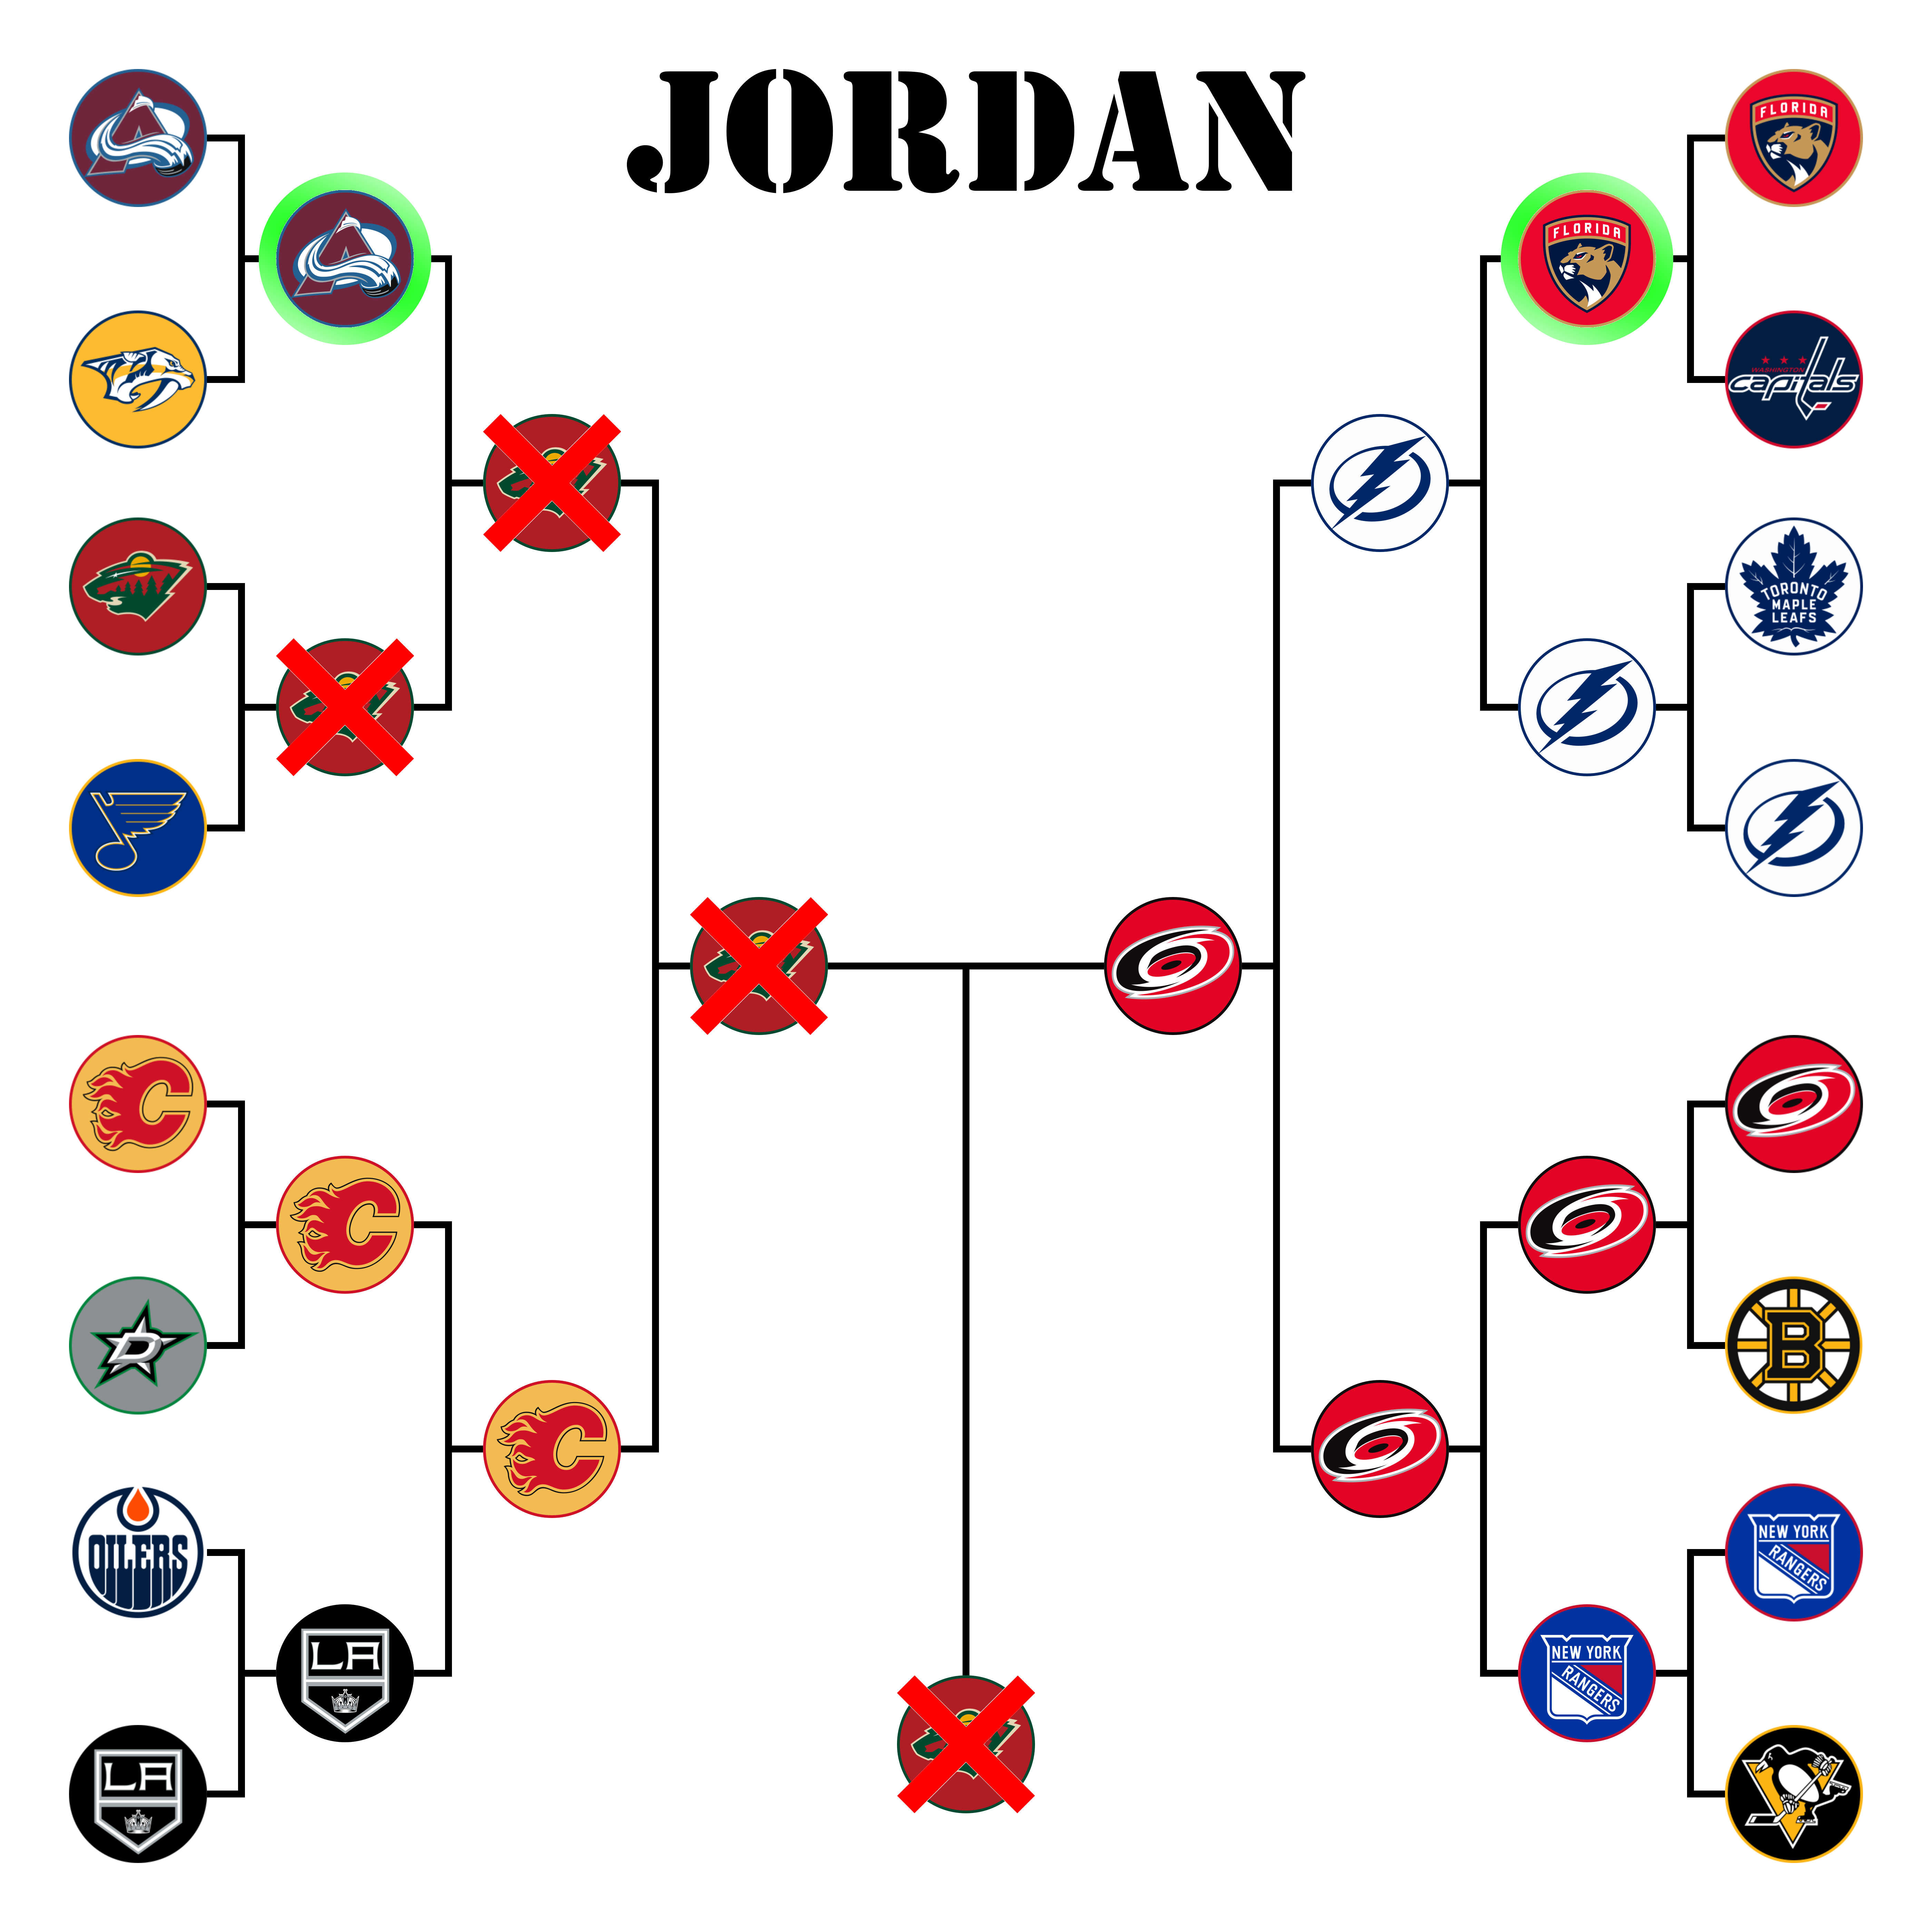 JORDAN
A
FLORIDA
A
FLORIDA
WASHINGTON
capitals
TORONTO
MAPLE
LEAFS
C
C
B
D
C
OILERS
NEW YORK
RANGERS
LA
NEW YORK
RANGERS
LA